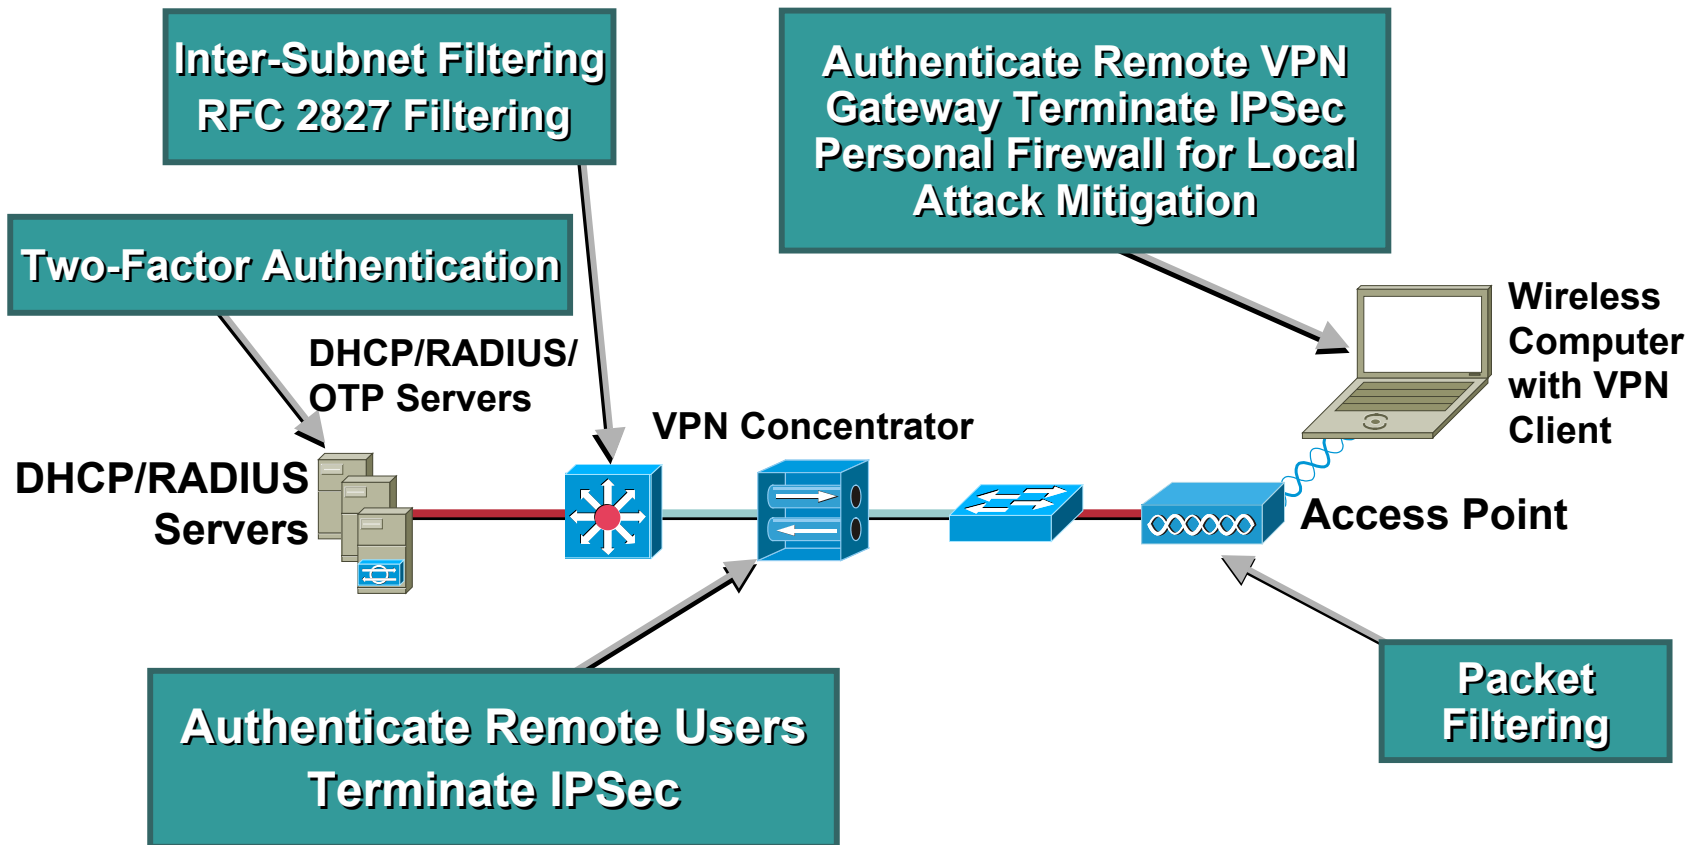 Inter-Subnet Filtering
RFC 2827 Filtering
Authenticate Remote VPN
Gateway Terminate IPSec
Personal Firewall for Local
Attack Mitigation
Two-Factor Authentication
DHCP/RADIUS/
OTP Servers
Wireless
Computer
with VPN
Client
VPN Concentrator
DHCP/RADIUS
Servers
Access Point
Authenticate Remote Users
Terminate IPSec
Packet
Filtering